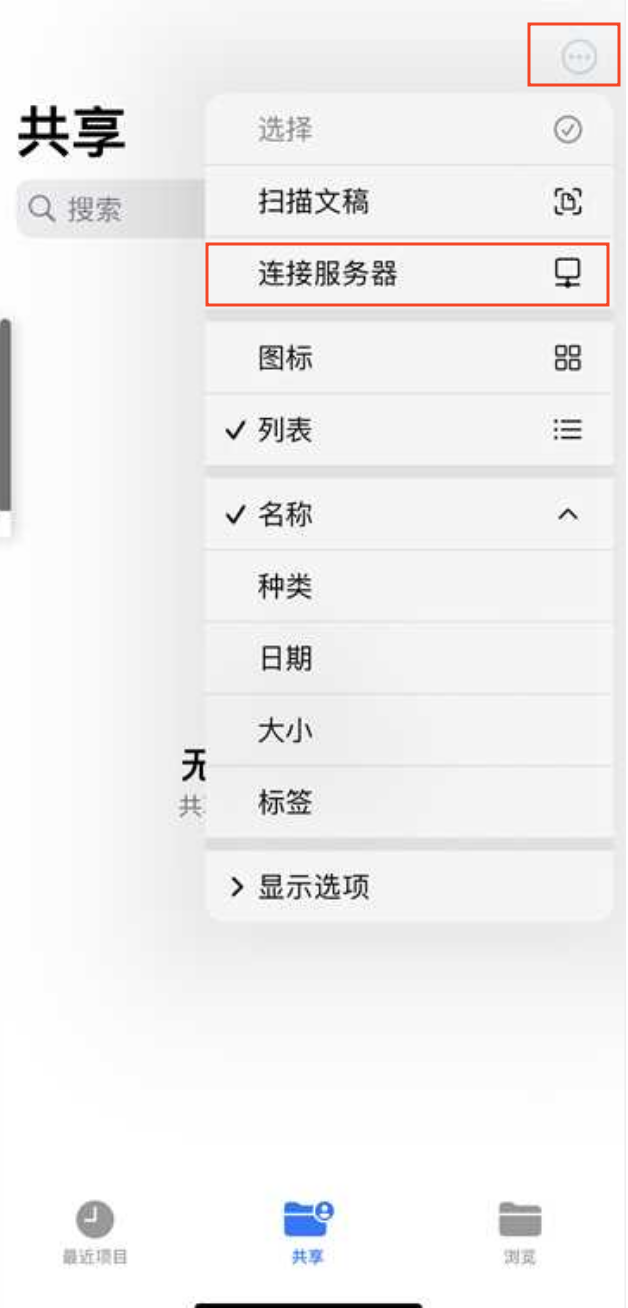 共享
搜索
选择
扫描文稿
连接服务器
图标
列表
名称
种类
日期
大小
标签
显示选项
无
共
最近项目
共享
浏览